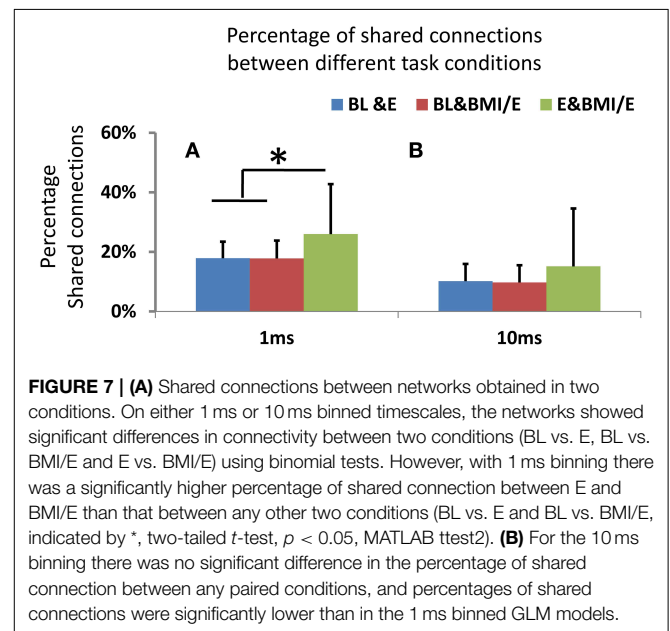 Percentage of shared connections
between different task conditions
BL &E BL&BMI/E E&BMI/E
Percentage
Shared connections
60%
40%
20%
0%
A
*
B
1ms
10ms
FIGURE 7 | (A) Shared connections between networks obtained in two
conditions. On either 1 ms or 10 ms binned timescales, the networks showed
significant differences in connectivity between two conditions (BL vs. E, BL vs.
BMI/E and E vs. BMI/E) using binomial tests. However, with 1 ms binning there
was a significantly higher percentage of shared connection between E and
BMI/E than that between any other two conditions (BL vs. E and BL vs. BMI/E,
indicated by *, two-tailed t-test, p < 0.05, MATLAB ttest2). (B) For the 10 ms
binning there was no significant difference in the percentage of shared
connection between any paired conditions, and percentages of shared
connections were significantly lower than in the 1 ms binned GLM models.